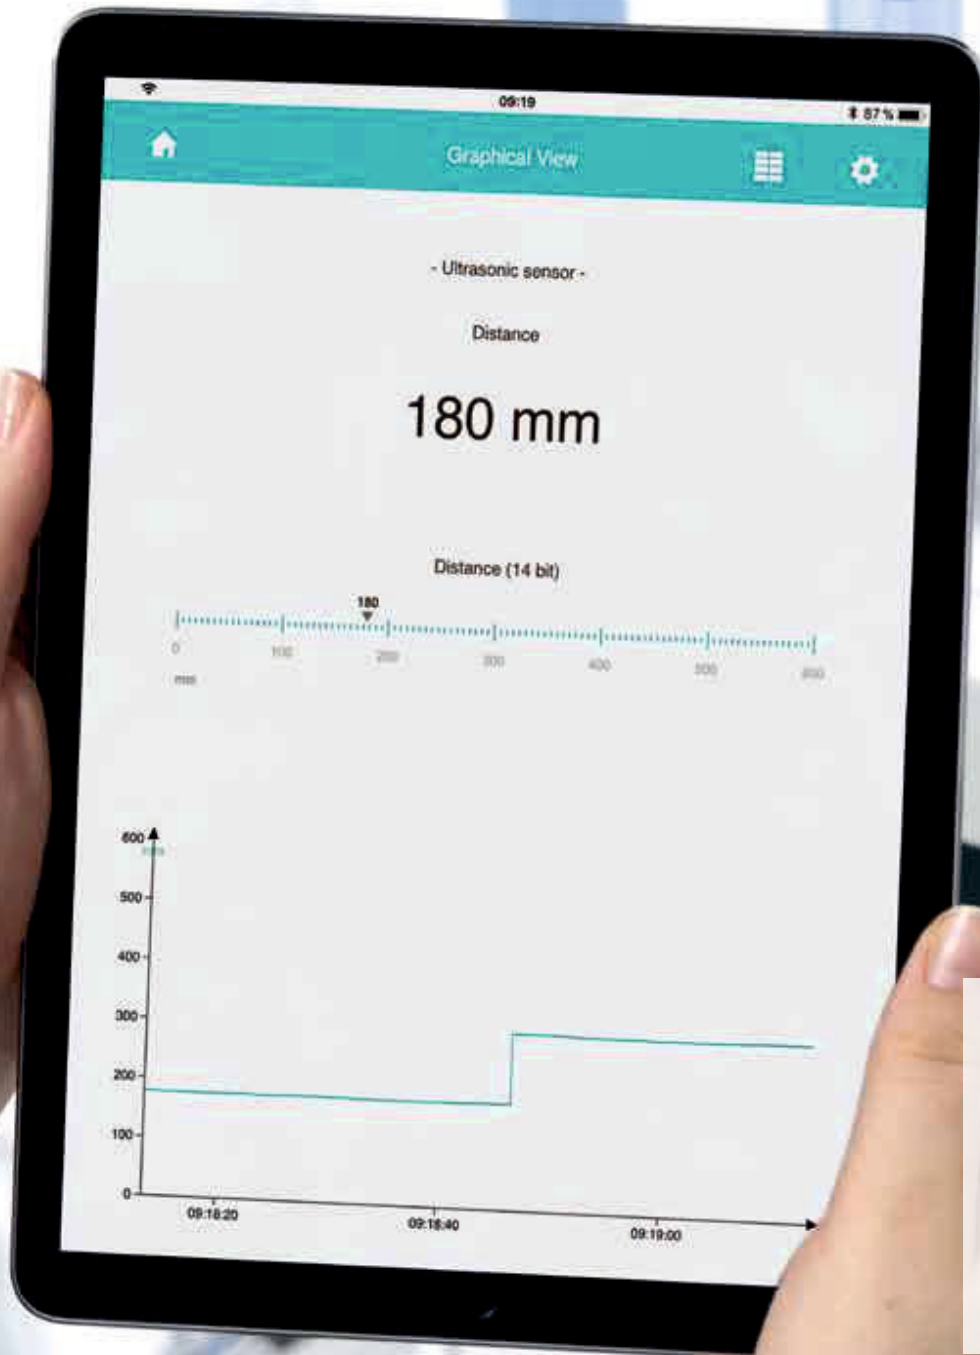 09:19
87%
Graphical View
- Ultrasonic sensor -
Distance
180 mm
Distance (14 bit)
180
0 100 200 300 400 500 600
mm
600
mm
500
400
300
200
100
0
09:18:20 09:18:40 09:19:00